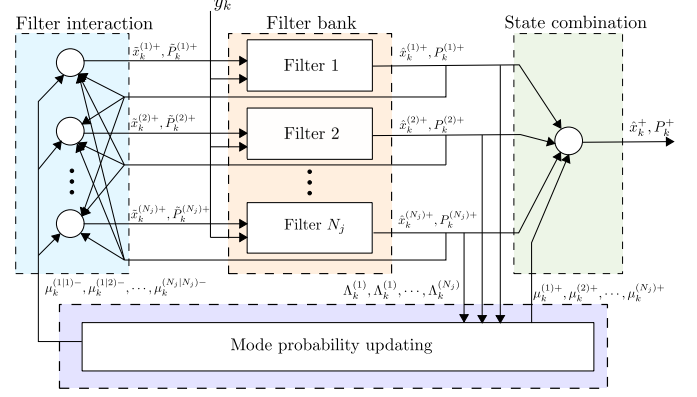 y_k
Filter interaction
Filter bank
State combination
x̃_k^{(1)+}, P̃_k^{(1)+}
Filter 1
x̂_k^{(1)+}, P_k^{(1)+}
x̃_k^{(2)+}, P̃_k^{(2)+}
Filter 2
x̂_k^{(2)+}, P_k^{(2)+}
x̂_k^+, P_k^+
x̃_k^{(N_j)+}, P̃_k^{(N_j)+}
Filter N_j
x̂_k^{(N_j)+}, P_k^{(N_j)+}
μ_k^{(1|1)-}, μ_k^{(1|2)-}, ⋯, μ_k^{(N_j|N_j)-}
Λ_k^{(1)}, Λ_k^{(1)}, ⋯, Λ_k^{(N_j)}
μ_k^{(1)+}, μ_k^{(2)+}, ⋯, μ_k^{(N_j)+}
Mode probability updating